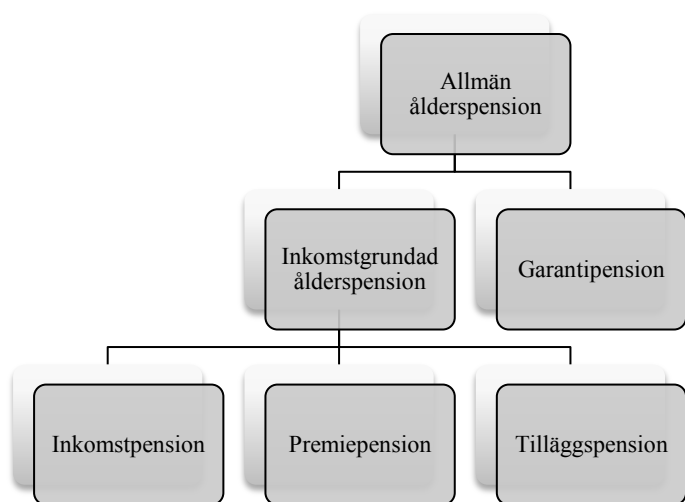 Allmän
ålderspension
Inkomstgrundad
ålderspension
Garantipension
Inkomstpension
Premiepension
Tilläggspension